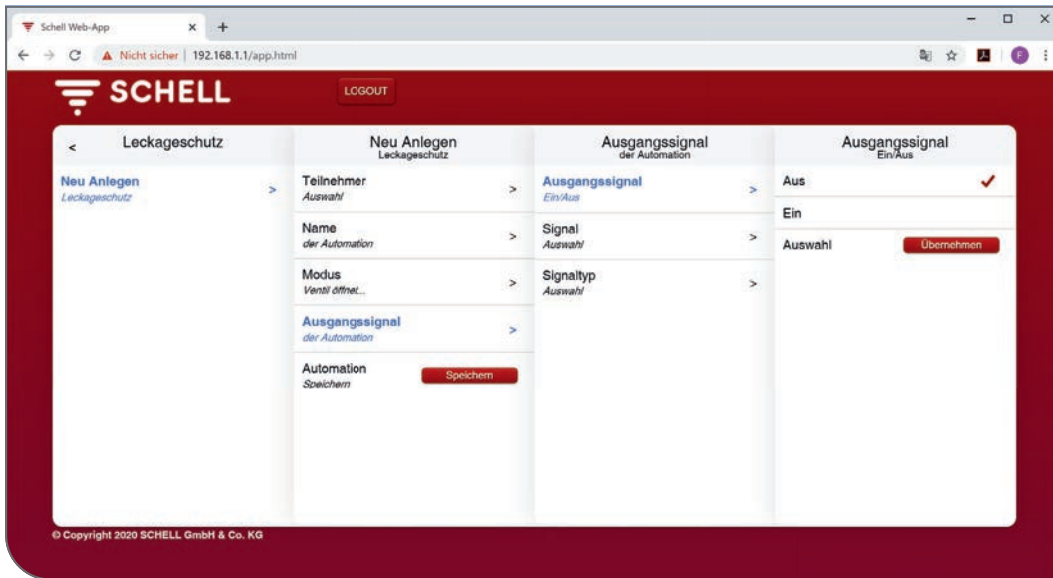 Schell Web-App
Nicht sicher | 192.168.1.1/app.html
F
SCHELL
LOGOUT
< Leckageschutz
Neu Anlegen >
Leckageschutz
Neu Anlegen
Leckageschutz
Teilnehmer >
Auswahl
Name >
der Automation
Modus >
Ventil öffnet...
Ausgangssignal >
der Automation
Automation
Speichern
Speichern
Ausgangssignal
der Automation
Ausgangssignal >
Ein/Aus
Signal >
Auswahl
Signaltyp >
Auswahl
Ausgangssignal
Ein/Aus
Aus
Ein
Auswahl Übernehmen
© Copyright 2020 SCHELL GmbH & Co. KG